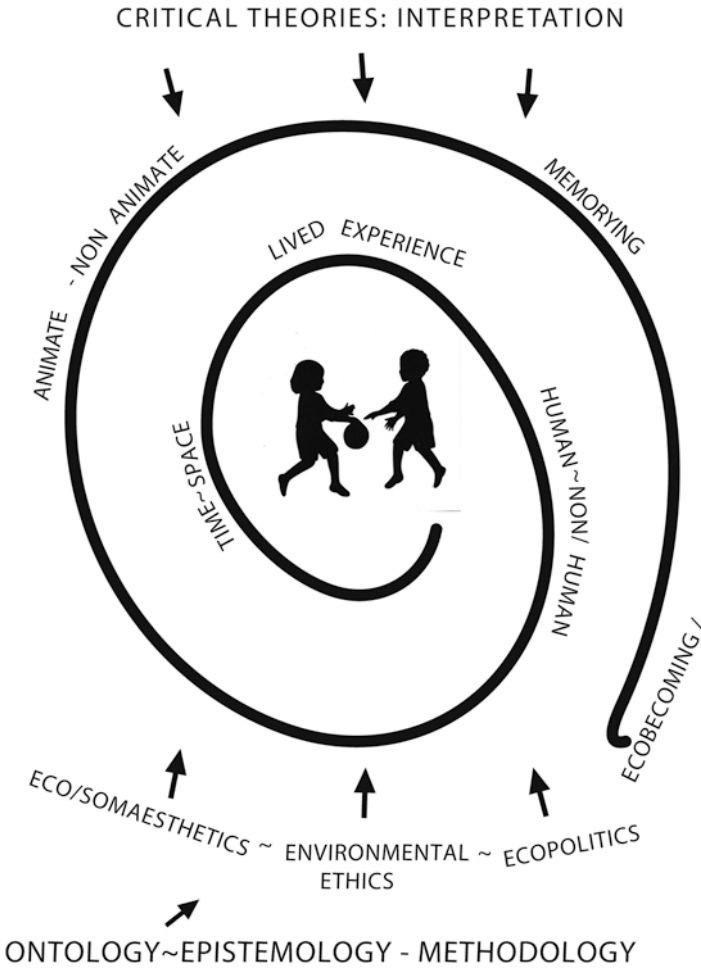 CRITICAL THEORIES: INTERPRETATION
ANIMATE - NON ANIMATE
MEMORYING
LIVED EXPERIENCE
TIME~SPACE
HUMAN~NON/ HUMAN
ECOBECOMING /
ECO/SOMAESTHETICS ~ ENVIRONMENTAL ~ ECOPOLITICS
ETHICS
ONTOLOGY~EPISTEMOLOGY - METHODOLOGY